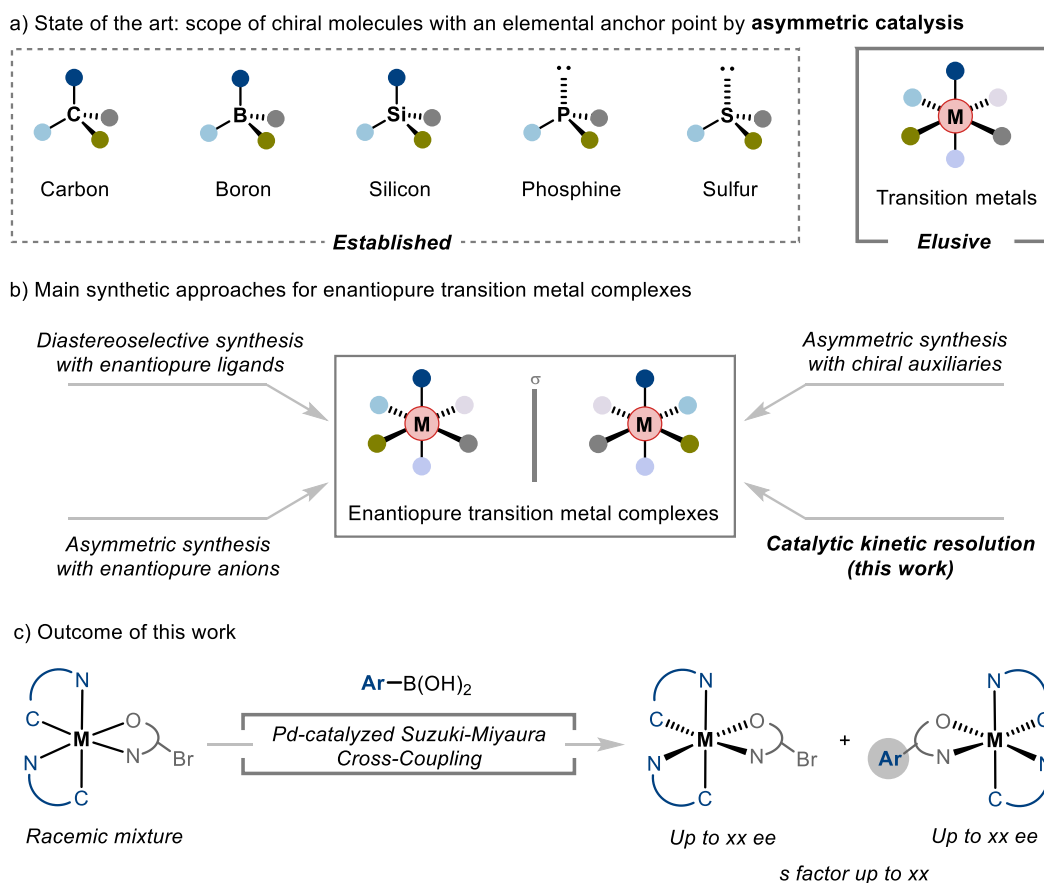 a) State of the art: scope of chiral molecules with an elemental anchor point by asymmetric catalysis
C
B
Si
P
S
M
Carbon
Boron
Silicon
Phosphine
Sulfur
Transition metals
Established
Elusive
b) Main synthetic approaches for enantiopure transition metal complexes
Diastereoselective synthesis
with enantiopure ligands
Asymmetric synthesis
with chiral auxiliaries
σ
M
M
Enantiopure transition metal complexes
Asymmetric synthesis
with enantiopure anions
Catalytic kinetic resolution
(this work)
c) Outcome of this work
N
C
O
M
N
N
Br
C
Racemic mixture
Ar–B(OH)2
Pd-catalyzed Suzuki-Miyaura
Cross-Coupling
N
C
O
M
N
N
Br
C
Up to xx ee
+
N
O
C
M
Ar
N
N
C
Up to xx ee
s factor up to xx